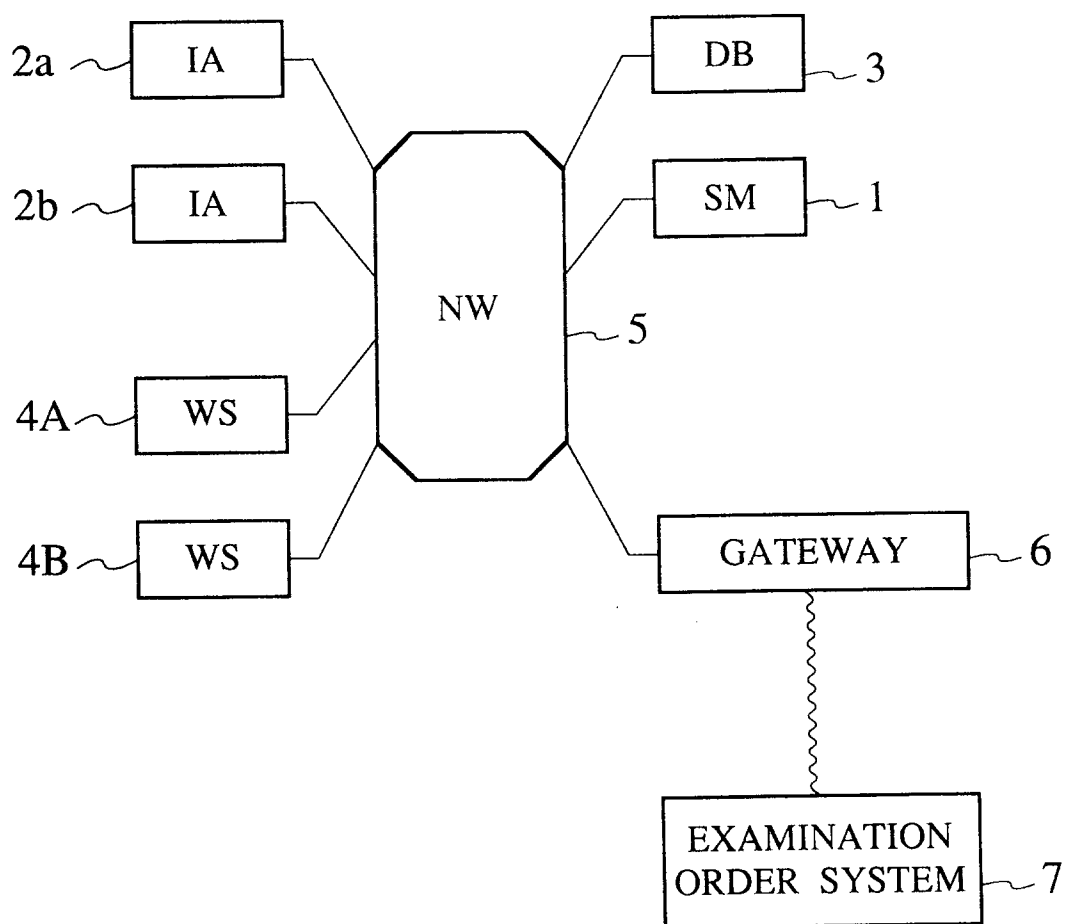 2a IA
DB 3
2b IA
SM 1
NW
5
4A WS
4B WS
GATEWAY 6
EXAMINATION
ORDER SYSTEM 7